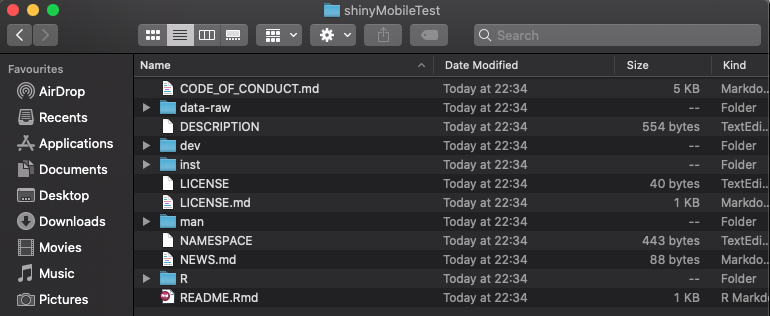 shinyMobileTest
Search
Favourites
AirDrop
Recents
Applications
Documents
Desktop
Downloads
Movies
Music
Pictures
Name Date Modified Size Kind
CODE_OF_CONDUCT.md Today at 22:34 5 KB Markdo...
data-raw Today at 22:34 -- Folder
DESCRIPTION Today at 22:34 554 bytes TextEdi...
dev Today at 22:34 -- Folder
inst Today at 22:34 -- Folder
LICENSE Today at 22:34 40 bytes TextEdi...
LICENSE.md Today at 22:34 1 KB Markdo...
man Today at 22:34 -- Folder
NAMESPACE Today at 22:34 443 bytes TextEdi...
NEWS.md Today at 22:34 88 bytes Markdo...
R Today at 22:34 -- Folder
README.Rmd Today at 22:34 1 KB R Mark...